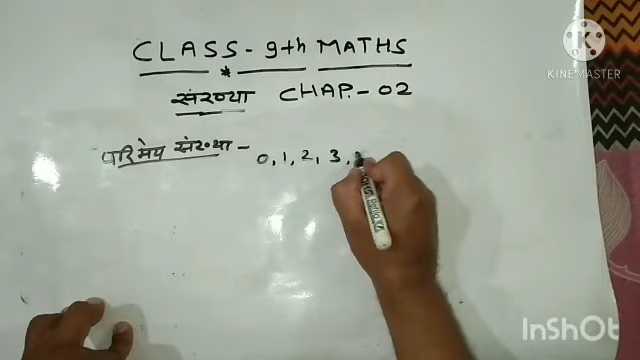 CLASS - 9th MATHS
*
संख्या CHAP. - 02
परिमेय संख्या - 0, 1, 2, 3,
KINEMASTER
InShOt